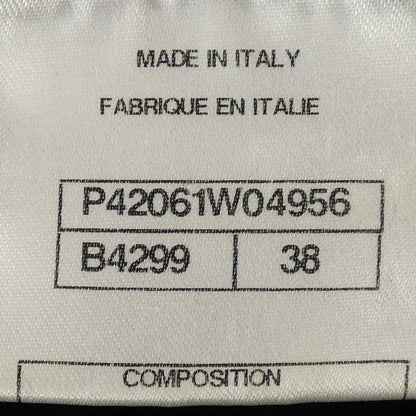 MADE IN ITALY
FABRIQUE EN ITALIE
P42061W04956
B4299 38
COMPOSITION